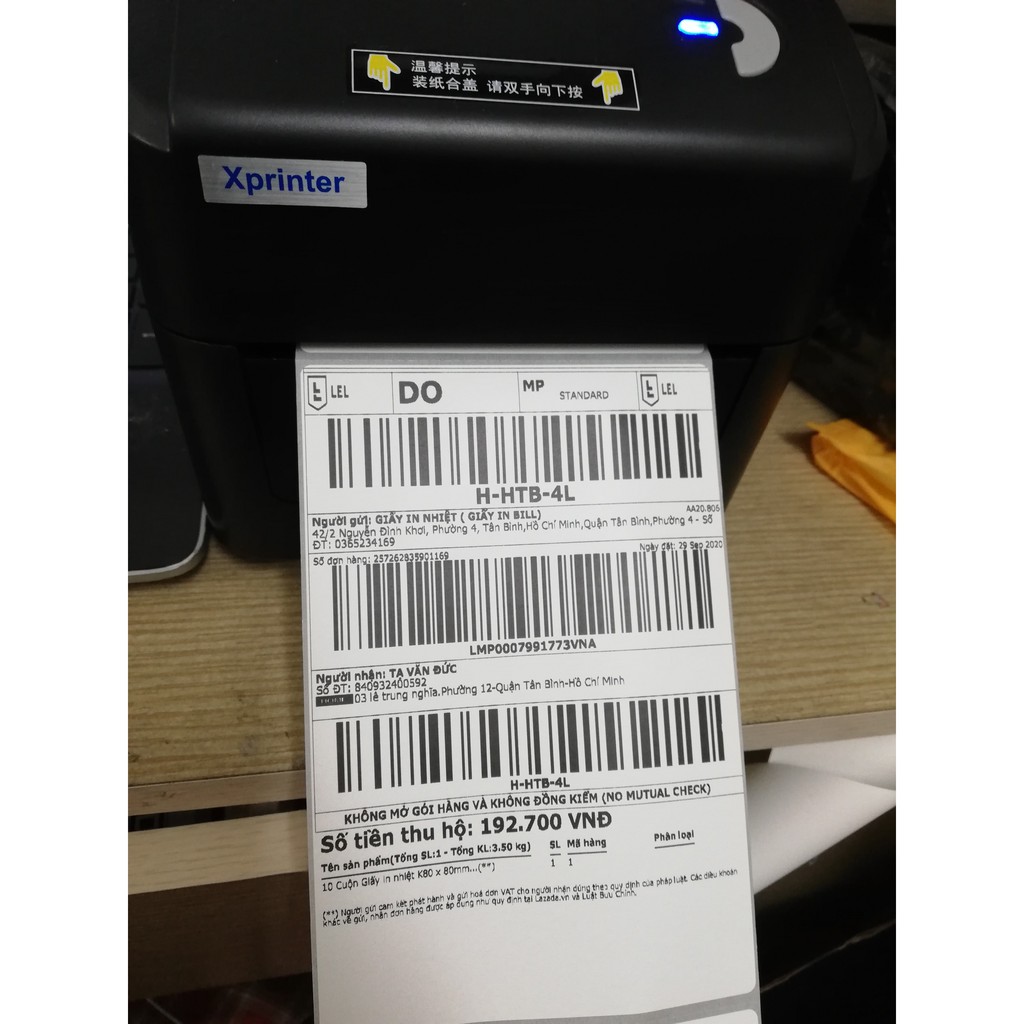 温馨提示
装纸合盖 请双手向下按
Xprinter
LEL DO MP STANDARD LEL
H-HTB-4L
Người gửi: GIẤY IN NHIỆT ( GIẤY IN BILL) AA20.805
42/2 Nguyễn Đình Khơi, Phường 4, Tân Bình,Hồ Chí Minh,Quận Tân Bình,Phường 4 - Số
ĐT: 0365234169
Số đơn hàng: 257262835901169 Ngày đặt: 29 Sep 2020
LMP0007991773VNA
Người nhận: TẠ VĂN ĐỨC
Số ĐT: 840932400592
03 lê trung nghĩa.Phường 12-Quận Tân Bình-Hồ Chí Minh
H-HTB-4L
KHÔNG MỞ GÓI HÀNG VÀ KHÔNG ĐỒNG KIỂM (NO MUTUAL CHECK)
Số tiền thu hộ: 192.700 VNĐ
Tên sản phẩm(Tổng SL:1 - Tổng KL:3.50 kg) SL Mã hàng Phân loại
10 Cuộn Giấy in nhiệt K80 x 80mm...(**) 1 1
(**) Người gửi cam kết phát hành và gửi hoá đơn VAT cho người nhận đúng theo quy định của pháp luật. Các điều khoản
khác về gửi, nhận đơn hàng được áp dụng như quy định tại Lazada.vn và Luật Bưu Chính.